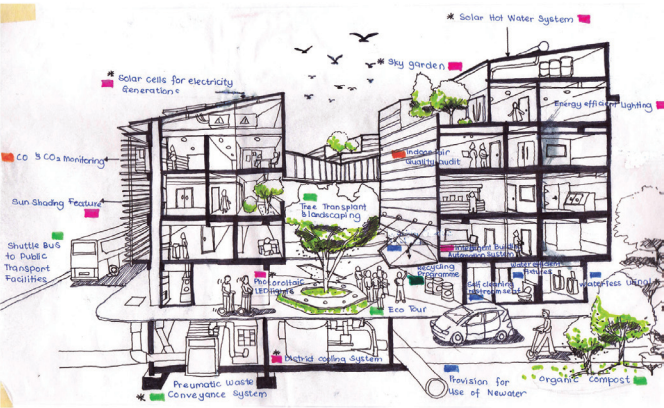 * Solar Hot Water System
* Sky garden
* Solar Cells for electricity
Generations
Energy efficient Lighting
CO & CO2 Monitoring
Indoor air
Quality audit
Sun Shading Feature
Tree Transplant
& landscaping
Shuttle BUS
to Public
Transport
Facilities
Intelligent Building
Automation System
Recycling
Programme
Water efficient
Fixtures
* Photovoltaic
LED lights
Self cleaning
Waterless Urinal
Eco Tour
* District cooling System
Pneumatic Waste
* Conveyance System
Provision for
Use of Newater
Organic Compost